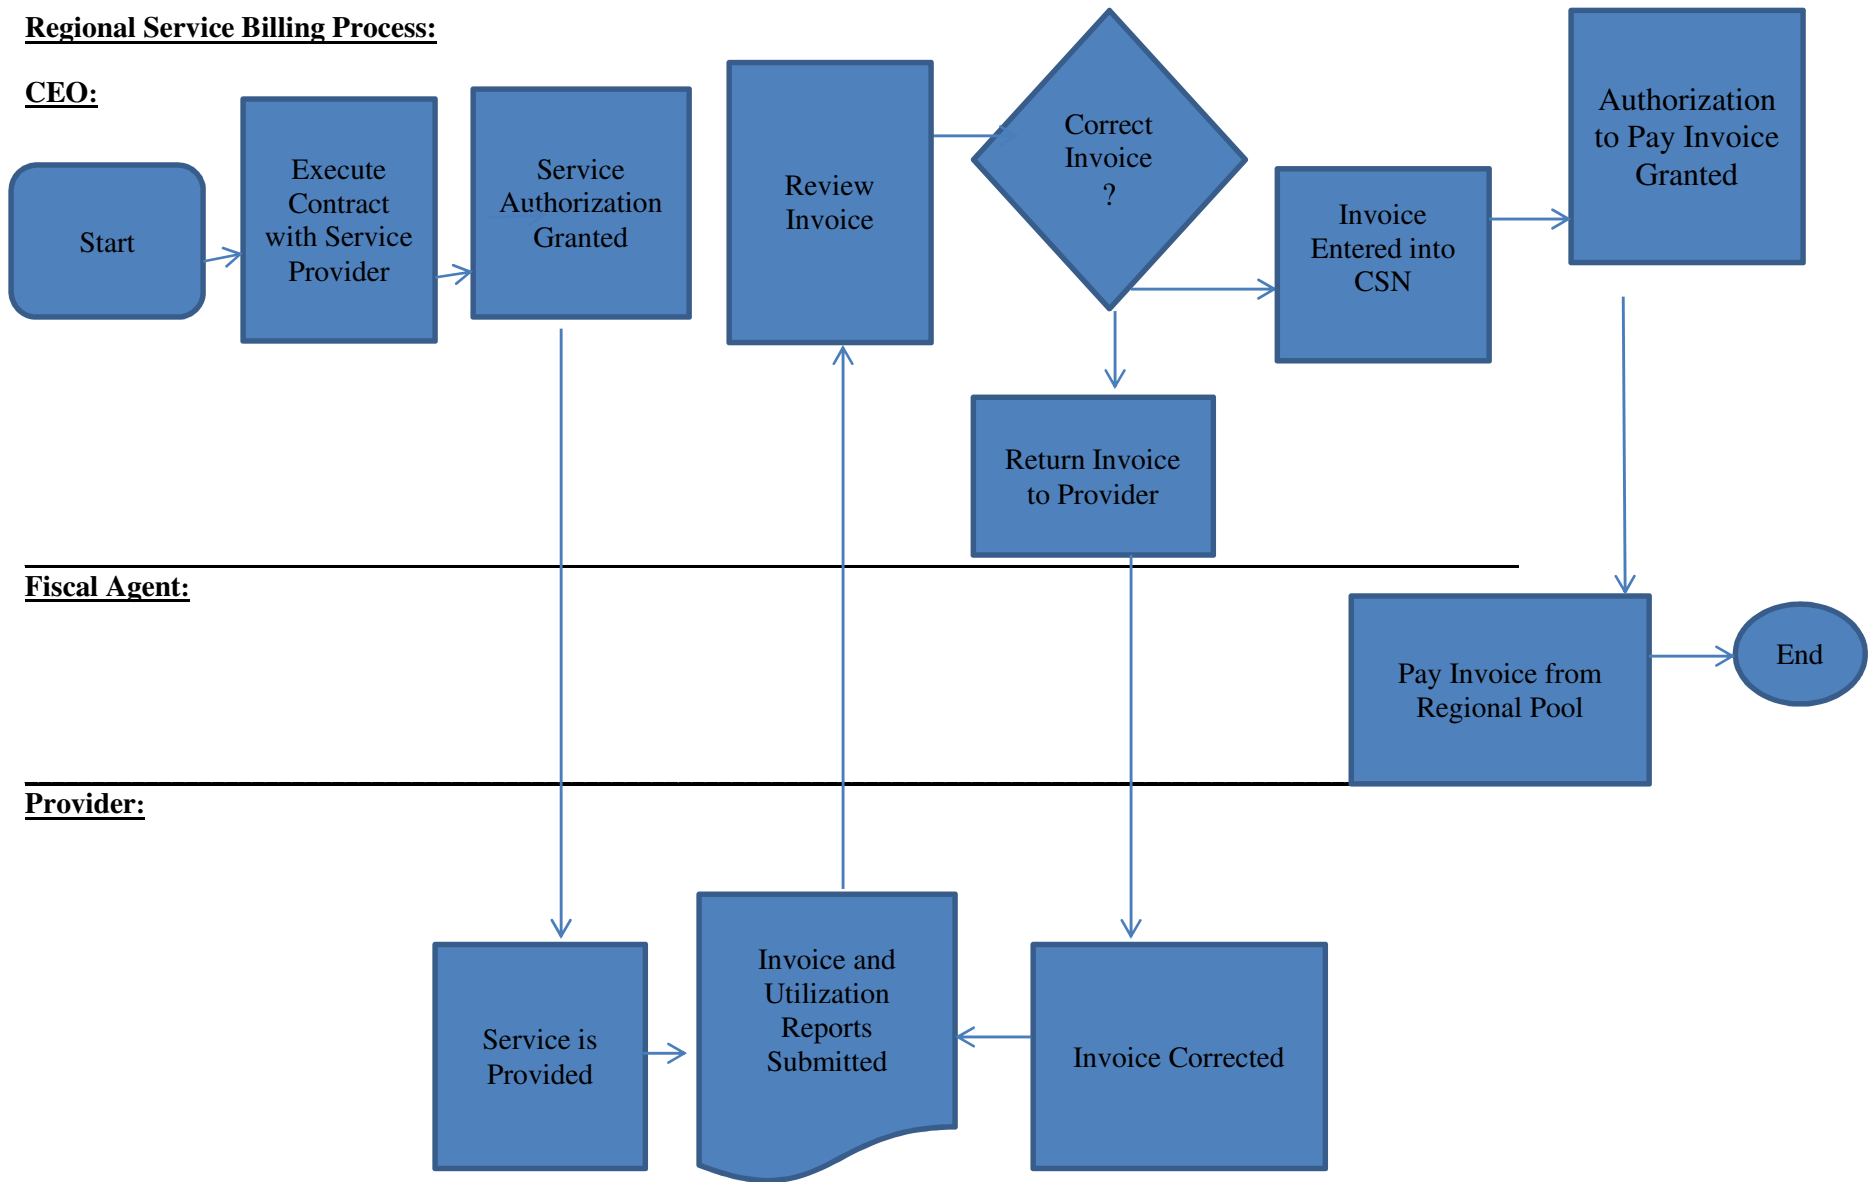 Regional Service Billing Process:
CEO:
Start
Execute
Contract
with Service
Provider
Service
Authorization
Granted
Review
Invoice
Correct
Invoice
?
Invoice
Entered into
CSN
Authorization
to Pay Invoice
Granted
Return Invoice
to Provider
Fiscal Agent:
Pay Invoice from
Regional Pool
End
Provider:
Service is
Provided
Invoice and
Utilization
Reports
Submitted
Invoice Corrected